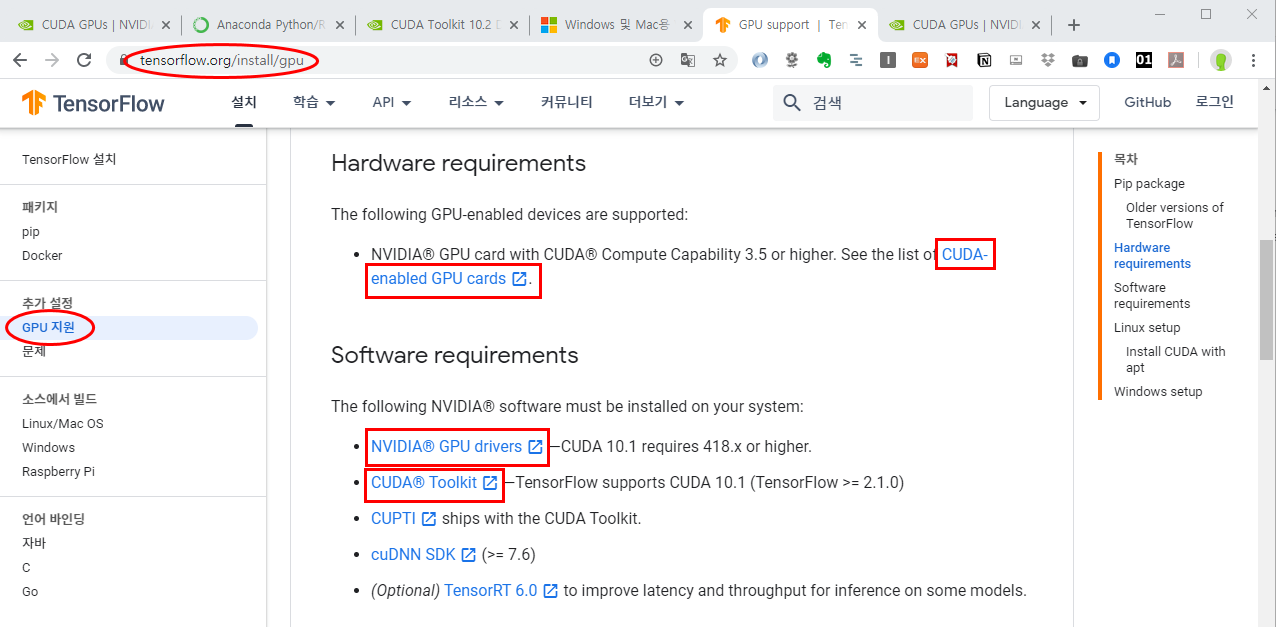 CUDA GPUs | NVIDI
Anaconda Python/R
CUDA Toolkit 10.2 D
Windows 및 Mac용
GPU support | Ten
CUDA GPUs | NVIDI
tensorflow.org/install/gpu
TensorFlow
설치
학습
API
리소스
커뮤니티
더보기
검색
Language
GitHub
로그인
TensorFlow 설치
패키지
pip
Docker
추가 설정
GPU 지원
문제
소스에서 빌드
Linux/Mac OS
Windows
Raspberry Pi
언어 바인딩
자바
C
Go
Hardware requirements
The following GPU-enabled devices are supported:
• NVIDIA® GPU card with CUDA® Compute Capability 3.5 or higher. See the list of CUDA-
enabled GPU cards.
Software requirements
The following NVIDIA® software must be installed on your system:
• NVIDIA® GPU drivers —CUDA 10.1 requires 418.x or higher.
• CUDA® Toolkit —TensorFlow supports CUDA 10.1 (TensorFlow >= 2.1.0)
• CUPTI ships with the CUDA Toolkit.
• cuDNN SDK (>= 7.6)
• (Optional) TensorRT 6.0 to improve latency and throughput for inference on some models.
목차
Pip package
Older versions of
TensorFlow
Hardware
requirements
Software
requirements
Linux setup
Install CUDA with
apt
Windows setup